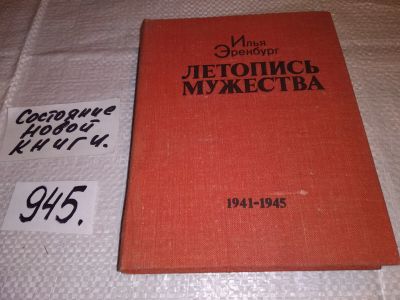 Илья
Эренбург
ЛЕТОПИСЬ
МУЖЕСТВА
1941-1945
Состояние
новой
книги.
945.